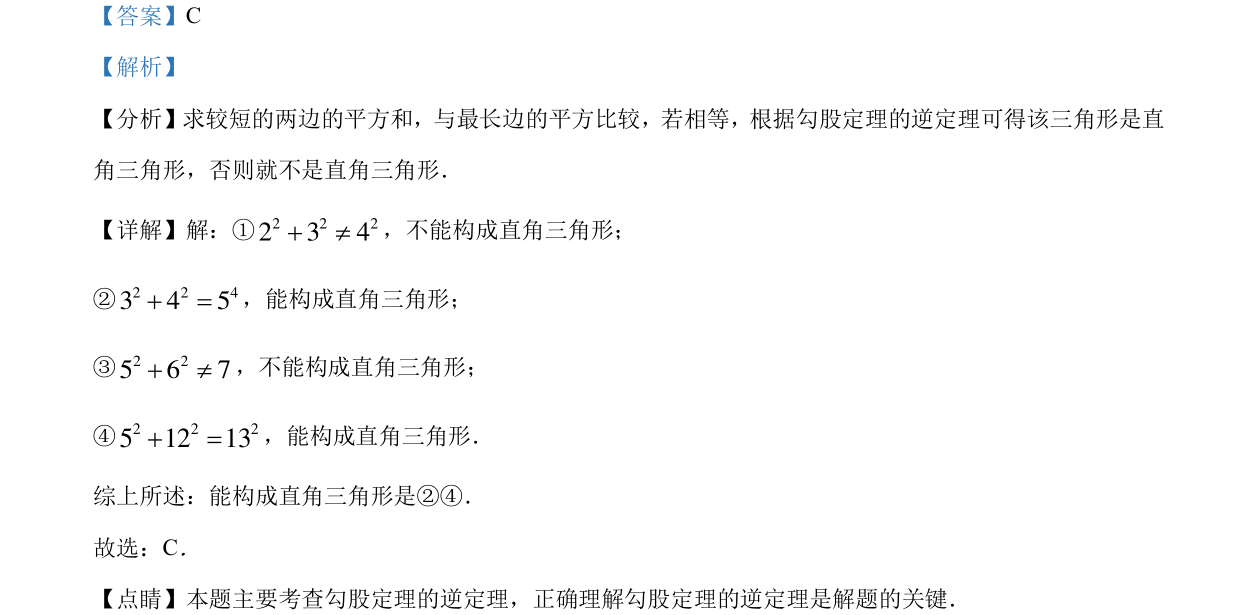 【答案】C
【解析】
【分析】求较短的两边的平方和，与最长边的平方比较，若相等，根据勾股定理的逆定理可得该三角形是直
角三角形，否则就不是直角三角形．
【详解】解：①2² + 3² ≠ 4²，不能构成直角三角形；
②3² + 4² = 5⁴，能构成直角三角形；
③5² + 6² ≠ 7，不能构成直角三角形；
④5² +12² =13²，能构成直角三角形．
综上所述：能构成直角三角形是②④．
故选：C．
【点睛】本题主要考查勾股定理的逆定理，正确理解勾股定理的逆定理是解题的关键．